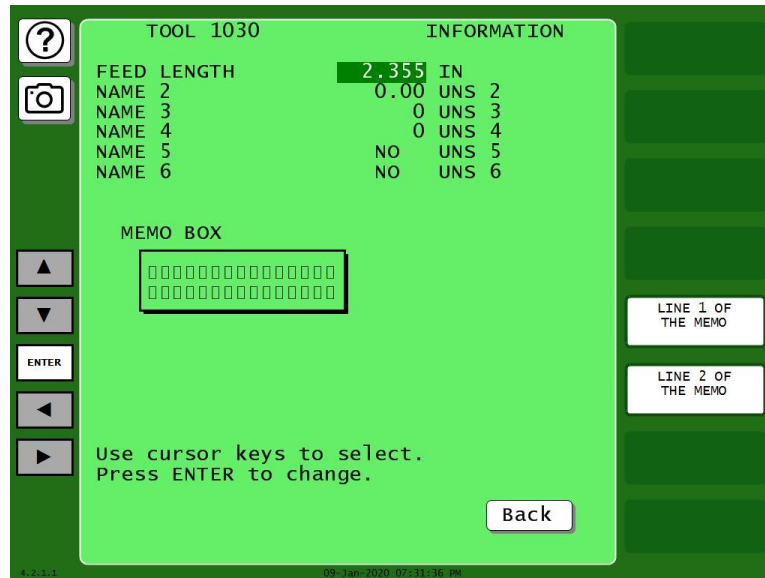 TOOL 1030 INFORMATION
FEED LENGTH 2.355 IN
NAME 2 0.00 UNS 2
NAME 3 0 UNS 3
NAME 4 0 UNS 4
NAME 5 NO UNS 5
NAME 6 NO UNS 6
MEMO BOX
LINE 1 OF
THE MEMO
ENTER
LINE 2 OF
THE MEMO
Use cursor keys to select.
Press ENTER to change.
Back
4.2.1.1 09-Jan-2020 07:31:36 PM